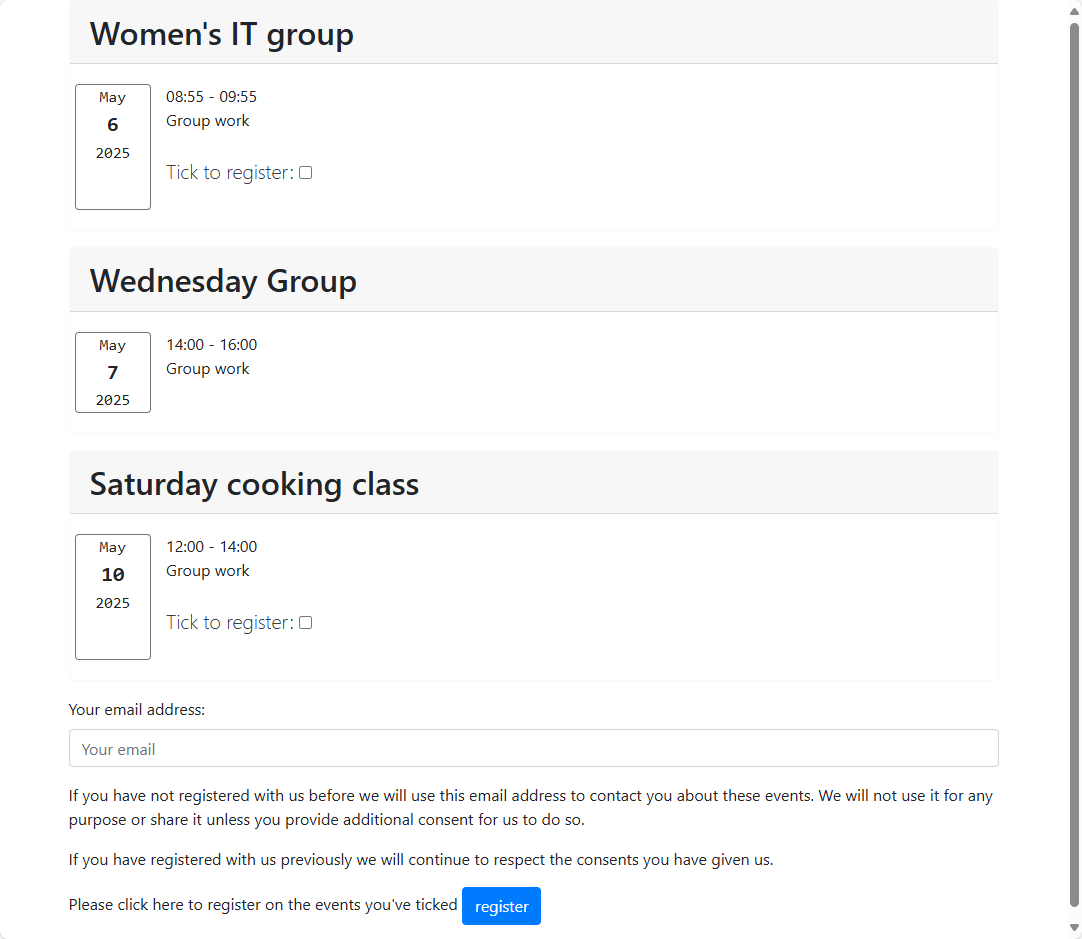 Women's IT group
May
6
2025
08:55 - 09:55
Group work
Tick to register:
Wednesday Group
May
7
2025
14:00 - 16:00
Group work
Saturday cooking class
May
10
2025
12:00 - 14:00
Group work
Tick to register:
Your email address:
Your email
If you have not registered with us before we will use this email address to contact you about these events. We will not use it for any
purpose or share it unless you provide additional consent for us to do so.
If you have registered with us previously we will continue to respect the consents you have given us.
Please click here to register on the events you've ticked register